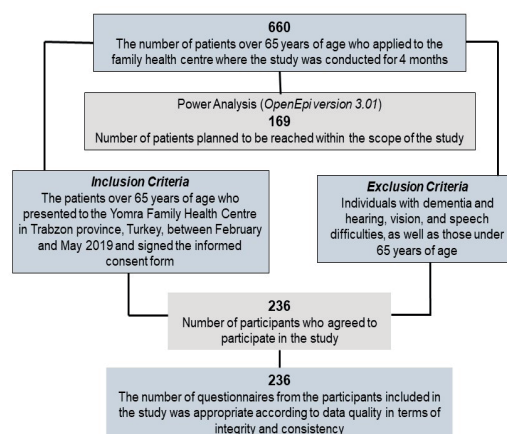 660
The number of patients over 65 years of age who applied to the
family health centre where the study was conducted for 4 months
Power Analysis (OpenEpi version 3.01)
169
Number of patients planned to be reached within the scope of the study
Inclusion Criteria
The patients over 65 years of age who
presented to the Yomra Family Health Centre
in Trabzon province, Turkey, between February
and May 2019 and signed the informed
consent form
Exclusion Criteria
Individuals with dementia and
hearing, vision, and speech
difficulties, as well as those under
65 years of age
236
Number of participants who agreed to
participate in the study
236
The number of questionnaires from the participants included in
the study was appropriate according to data quality in terms of
integrity and consistency